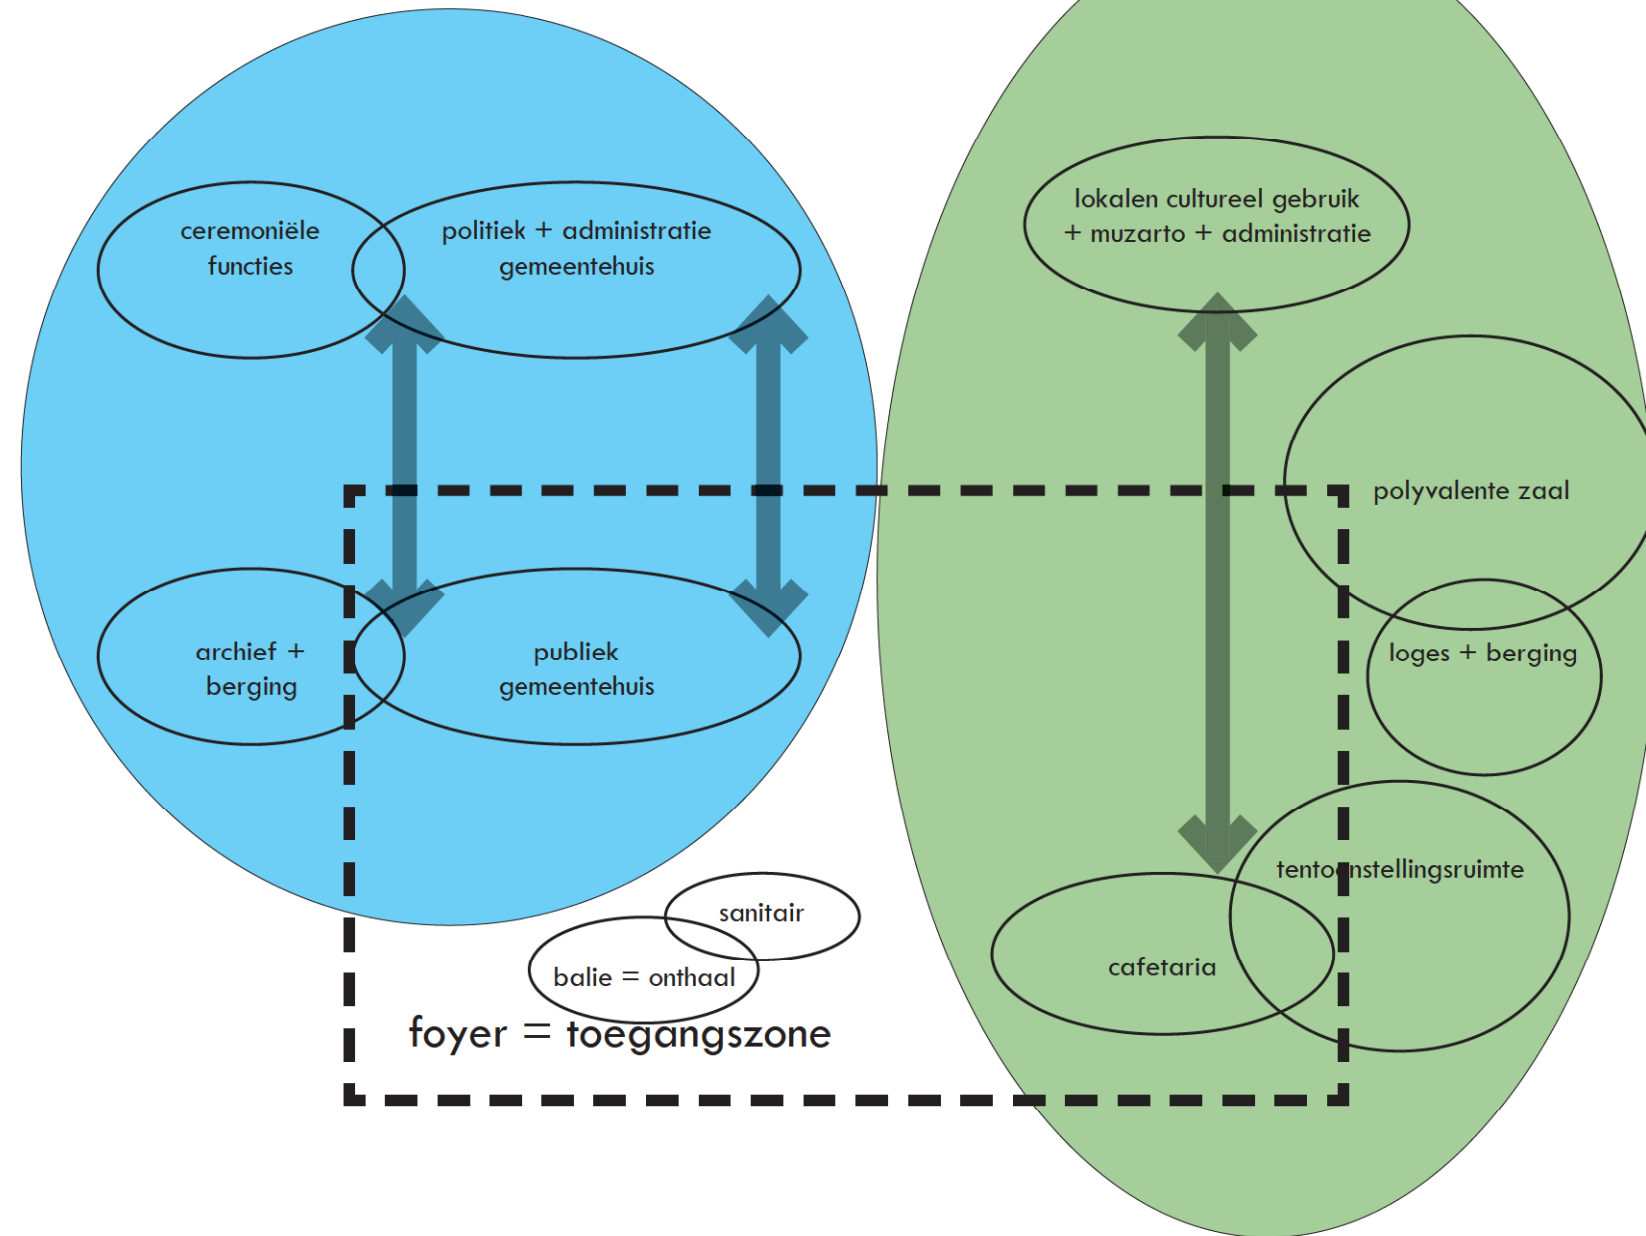 ceremoniële
functies
politiek + administratie
gemeentehuis
lokalen cultureel gebruik
+ muzarto + administratie
polyvalente zaal
archief +
berging
publiek
gemeentehuis
loges + berging
tentoonstellingsruimte
sanitair
balie = onthaal
cafetaria
foyer = toegangszone